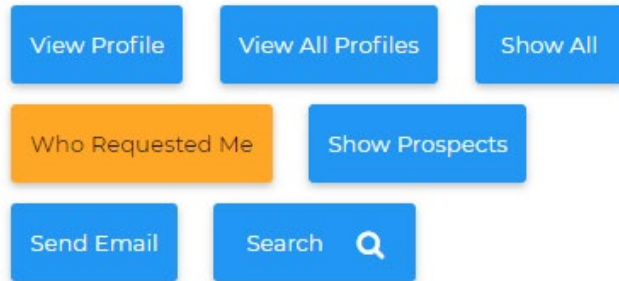 View Profile View All Profiles Show All
Who Requested Me Show Prospects
Send Email Search